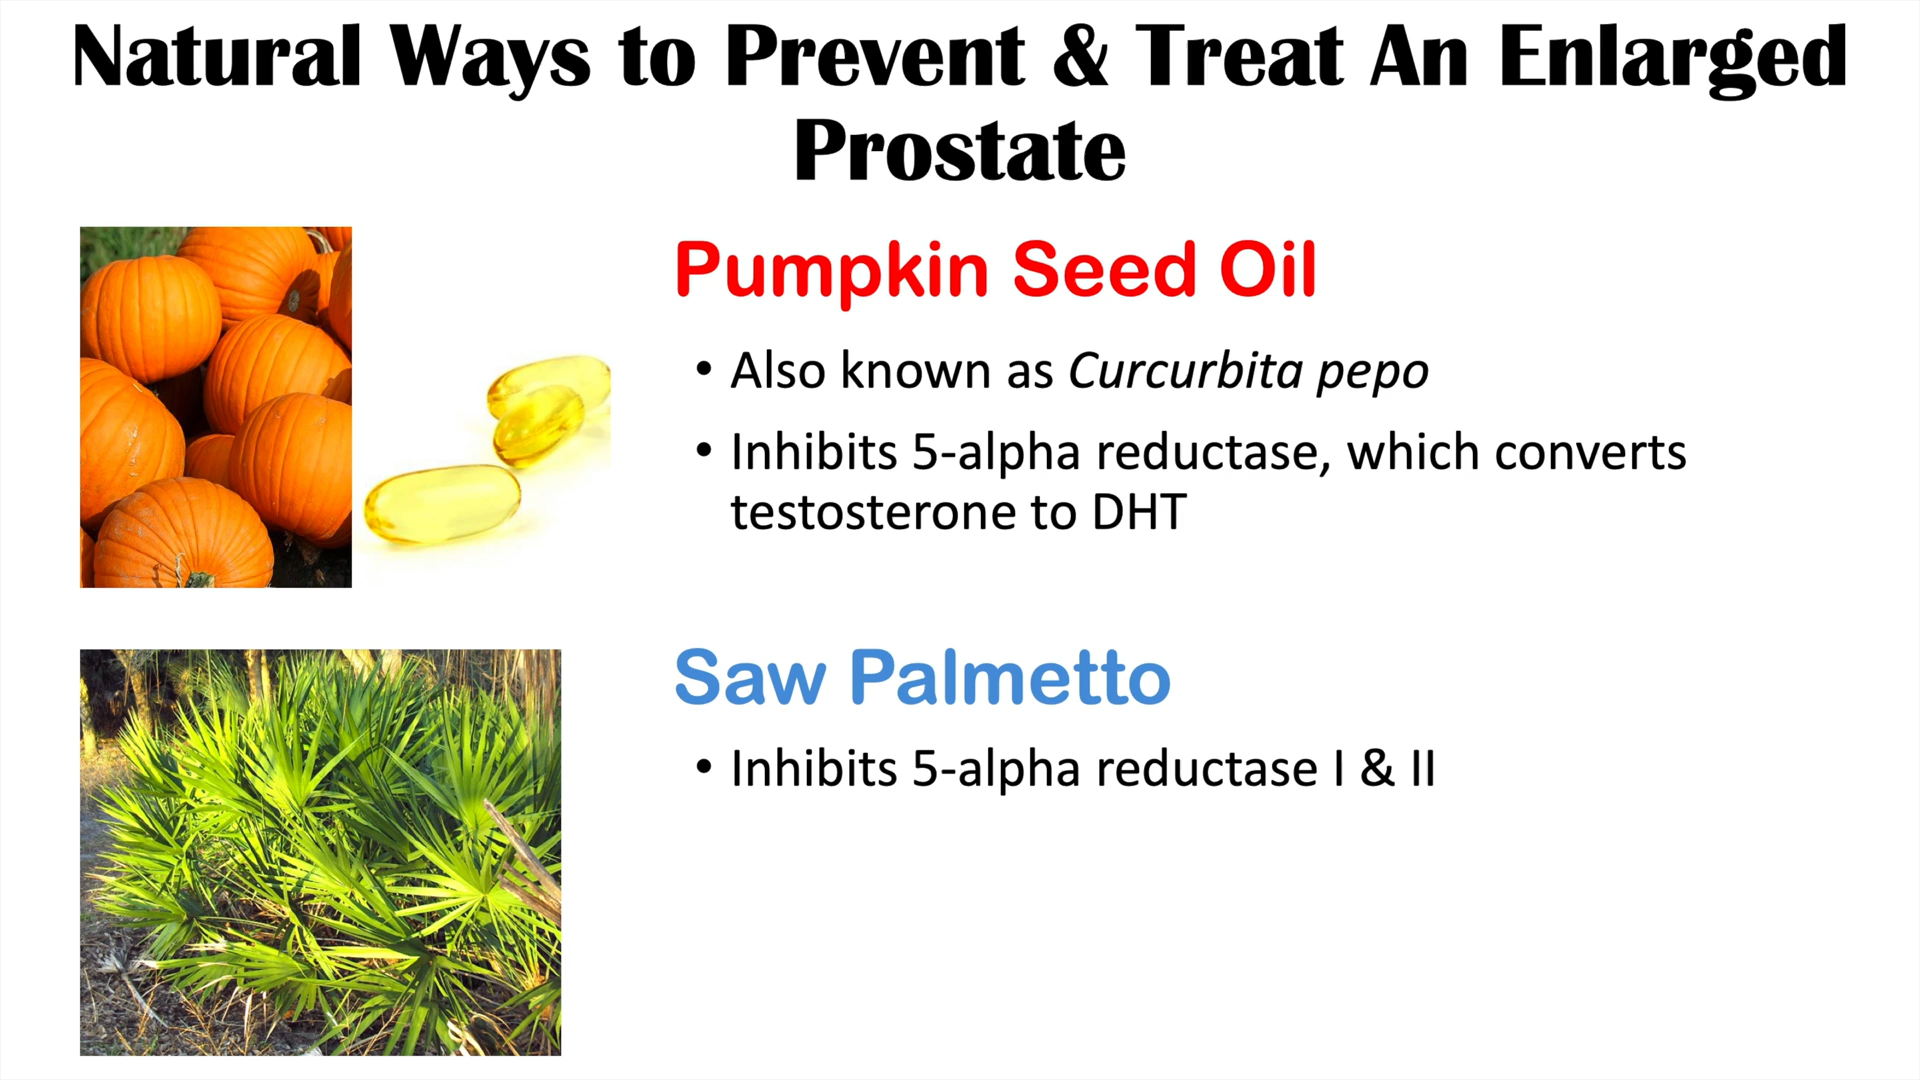 Natural Ways to Prevent & Treat An Enlarged
Prostate
Pumpkin Seed Oil
• Also known as Curcurbita pepo
• Inhibits 5-alpha reductase, which converts
testosterone to DHT
Saw Palmetto
• Inhibits 5-alpha reductase I & II